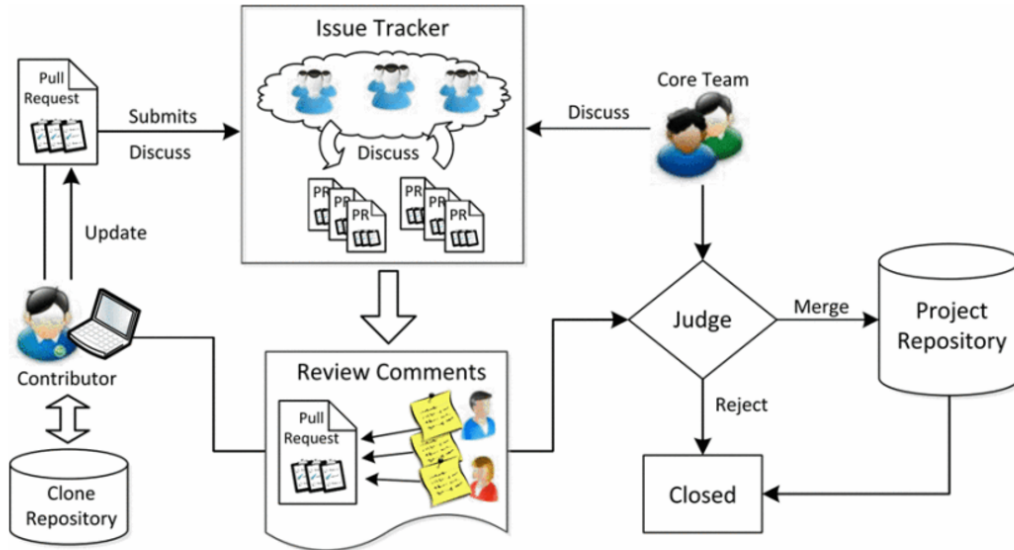 Issue Tracker
Pull
Request
Submits
Discuss
Discuss
PR
PR
PR
PR
PR
PR
Discuss
Core Team
Update
Contributor
Clone
Repository
Review Comments
Pull
Request
Judge
Merge
Project
Repository
Reject
Closed